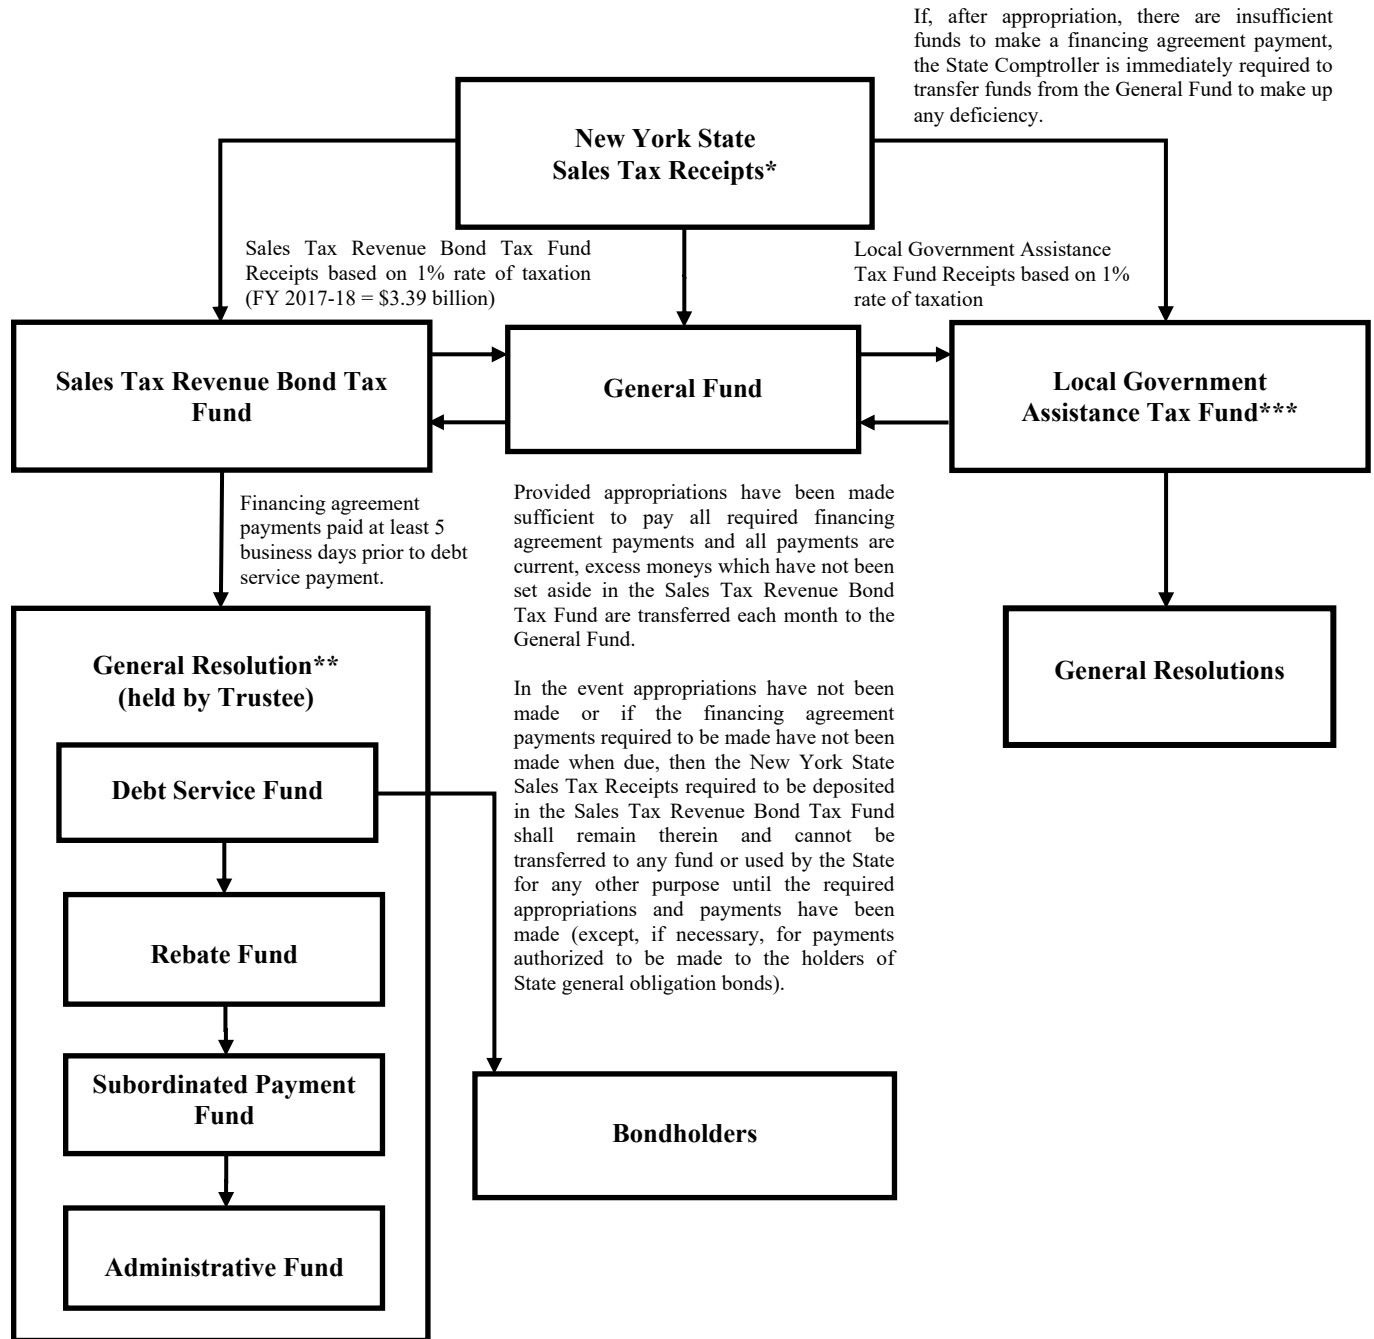 If, after appropriation, there are insufficient
funds to make a financing agreement payment,
the State Comptroller is immediately required to
transfer funds from the General Fund to make up
any deficiency.
New York State
Sales Tax Receipts*
Sales Tax Revenue Bond Tax Fund
Receipts based on 1% rate of taxation
(FY 2017-18 = $3.39 billion)
Local Government Assistance
Tax Fund Receipts based on 1%
rate of taxation
Sales Tax Revenue Bond Tax
Fund
General Fund
Local Government
Assistance Tax Fund***
Financing agreement
payments paid at least 5
business days prior to debt
service payment.
Provided appropriations have been made
sufficient to pay all required financing
agreement payments and all payments are
current, excess moneys which have not been
set aside in the Sales Tax Revenue Bond
Tax Fund are transferred each month to the
General Fund.
In the event appropriations have not been
made or if the financing agreement
payments required to be made have not been
made when due, then the New York State
Sales Tax Receipts required to be deposited
in the Sales Tax Revenue Bond Tax Fund
shall remain therein and cannot be
transferred to any fund or used by the State
for any other purpose until the required
appropriations and payments have been
made (except, if necessary, for payments
authorized to be made to the holders of
State general obligation bonds).
General Resolution**
(held by Trustee)
Debt Service Fund
Rebate Fund
Subordinated Payment
Fund
Administrative Fund
Bondholders
General Resolutions